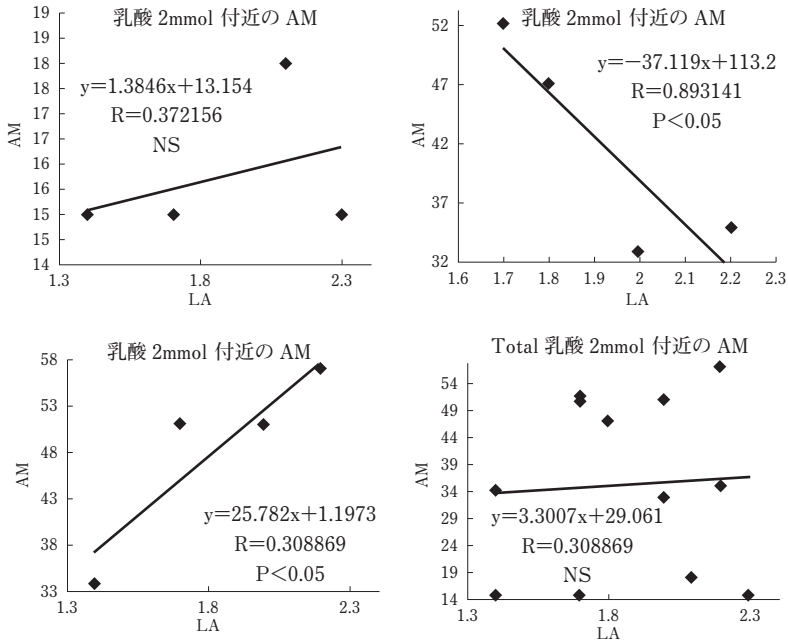 乳酸 2mmol 付近の AM
19
19
18
18
17
17
16
16
15
15
14
AM
y=1.3846x+13.154
R=0.372156
NS
1.3
1.8
2.3
LA
乳酸 2mmol 付近の AM
52
47
42
37
32
AM
y=−37.119x+113.2
R=0.893141
P<0.05
1.6
1.7
1.8
1.9
2
2.1
2.2
2.3
LA
乳酸 2mmol 付近の AM
58
53
48
43
38
33
AM
y=25.782x+1.1973
R=0.308869
P<0.05
1.3
1.8
2.3
LA
Total 乳酸 2mmol 付近の AM
54
49
44
39
34
29
24
19
14
AM
y=3.3007x+29.061
R=0.308869
NS
1.3
1.8
2.3
LA